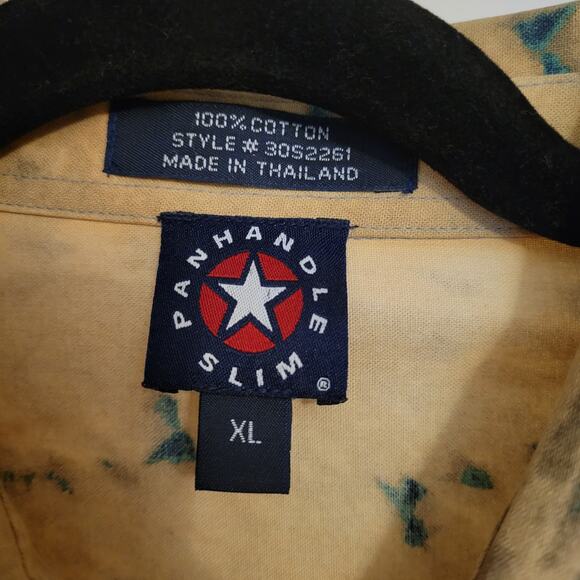 100% COTTON
STYLE # 30S2261
MADE IN THAILAND
PANHANDLE
SLIM ®
XL